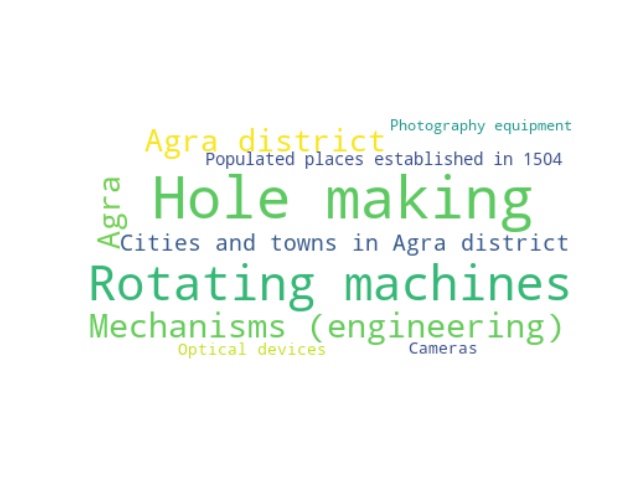 Photography equipment
Agra district
Populated places established in 1504
Hole making
Agra
Cities and towns in Agra district
Rotating machines
Mechanisms (engineering)
Optical devices
Cameras